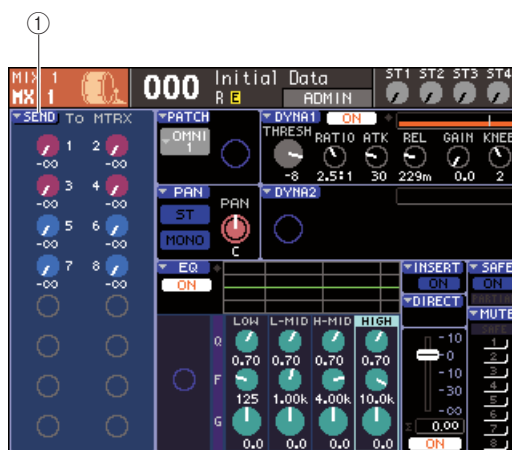 ①
MIX 1
MX 1
000
Initial Data
R E
ADMIN
ST1 ST2 ST3 ST4
SEND To MTRX
1 2
-∞ -∞
3 4
-∞ -∞
5 6
-∞ -∞
7 8
-∞ -∞
PATCH
OMNI
1
DYNA1 ON
THRESH RATIO ATK REL GAIN KNEE
-8 2.5:1 30 229m 0.0 2
PAN
PAN
ST
MONO
C
DYNA2
EQ
ON
LOW L-MID H-MID HIGH
Q
0.70 0.70 0.70 0.70
F
125 1.00k 4.00k 10.0k
G
0.0 0.0 0.0 0.0
INSERT
ON
DIRECT
10
0
-10
-30
-∞
Σ 0.00
ON
SAFE
ON
PARTIAL
MUTE
SAFE
1
2
3
4
5
6
7
8